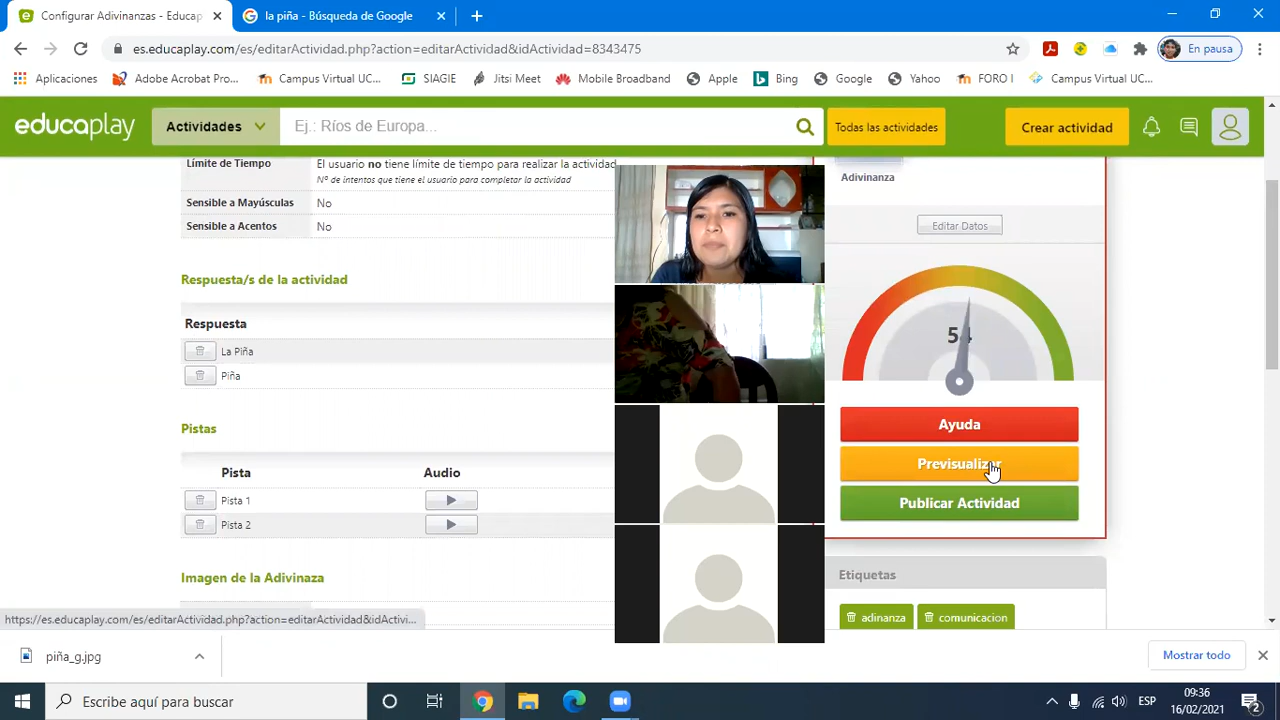 Configurar Adivinanzas - Educap
la piña - Búsqueda de Google
es.educaplay.com/es/editarActividad.php?action=editarActividad&idActividad=8343475
En pausa
Aplicaciones
Adobe Acrobat Pro...
Campus Virtual UC...
SIAGIE
Jitsi Meet
Mobile Broadband
Apple
Bing
Google
Yahoo
FORO I
Campus Virtual UC...
educaplay
Actividades
Ej.: Ríos de Europa...
Todas las actividades
Crear actividad
Límite de Tiempo
El usuario no tiene límite de tiempo para realizar la actividad
Nº de intentos que tiene el usuario para completar la actividad
Sensible a Mayúsculas
No
Sensible a Acentos
No
Respuesta/s de la actividad
Respuesta
La Piña
Piña
Pistas
Pista
Audio
Pista 1
Pista 2
Imagen de la Adivinaza
Adivinanza
Editar Datos
54
Ayuda
Previsualizar
Publicar Actividad
Etiquetas
adinanza
comunicacion
https://es.educaplay.com/es/editarActividad.php?action=editarActividad&idActivi...
piña_g.jpg
Mostrar todo
Escribe aquí para buscar
ESP
09:36
16/02/2021
2